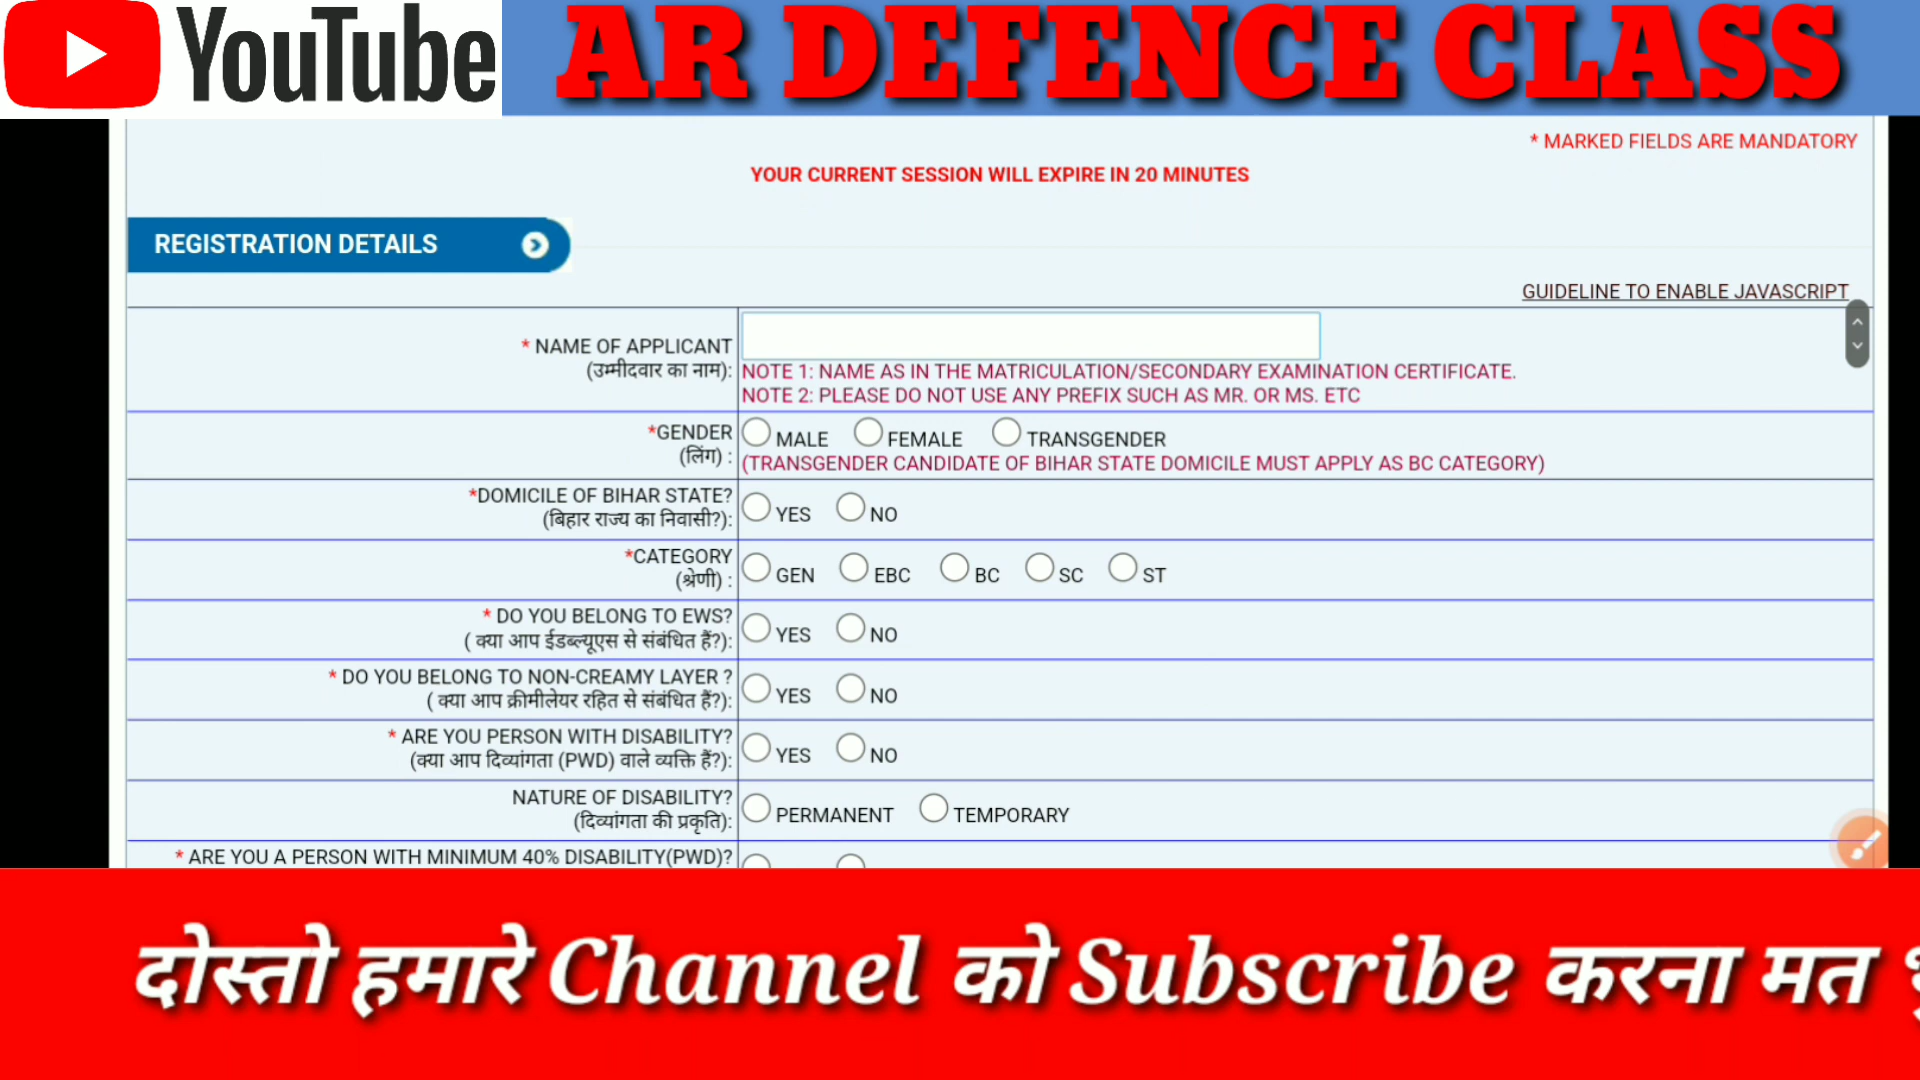 YouTube AR DEFENCE CLASS
* MARKED FIELDS ARE MANDATORY
YOUR CURRENT SESSION WILL EXPIRE IN 20 MINUTES
REGISTRATION DETAILS
GUIDELINE TO ENABLE JAVASCRIPT
* NAME OF APPLICANT
(उम्मीदवार का नाम):
NOTE 1: NAME AS IN THE MATRICULATION/SECONDARY EXAMINATION CERTIFICATE.
NOTE 2: PLEASE DO NOT USE ANY PREFIX SUCH AS MR. OR MS. ETC
*GENDER
(लिंग) :
MALE FEMALE TRANSGENDER
(TRANSGENDER CANDIDATE OF BIHAR STATE DOMICILE MUST APPLY AS BC CATEGORY)
*DOMICILE OF BIHAR STATE?
(बिहार राज्य का निवासी?):
YES NO
*CATEGORY
(श्रेणी) :
GEN EBC BC SC ST
* DO YOU BELONG TO EWS?
( क्या आप ईडब्ल्यूएस से संबंधित हैं?):
YES NO
* DO YOU BELONG TO NON-CREAMY LAYER ?
( क्या आप क्रीमीलेयर रहित से संबंधित हैं?):
YES NO
* ARE YOU PERSON WITH DISABILITY?
(क्या आप दिव्यांगता (PWD) वाले व्यक्ति हैं?):
YES NO
NATURE OF DISABILITY?
(दिव्यांगता की प्रकृति):
PERMANENT TEMPORARY
* ARE YOU A PERSON WITH MINIMUM 40% DISABILITY(PWD)?
दोस्तो हमारे Channel को Subscribe करना मत